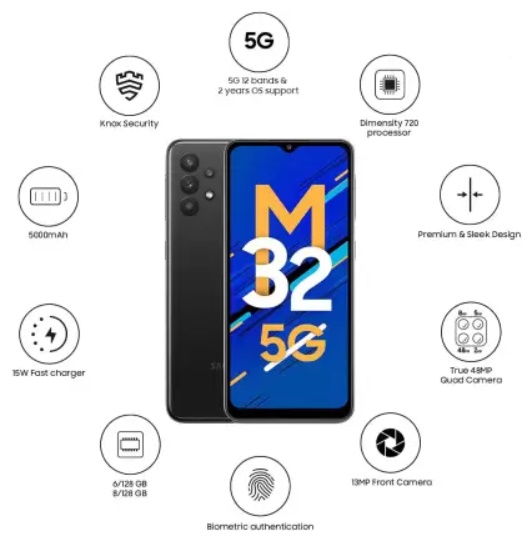 5G
5G 12 bands &
2 years OS support
Knox Security
Dimensity 720
processor
5000mAh
Premium & Sleek Design
M
32
5G
15W Fast charger
True 48MP
Quad Camera
6/128 GB
8/128 GB
13MP Front Camera
Biometric authentication